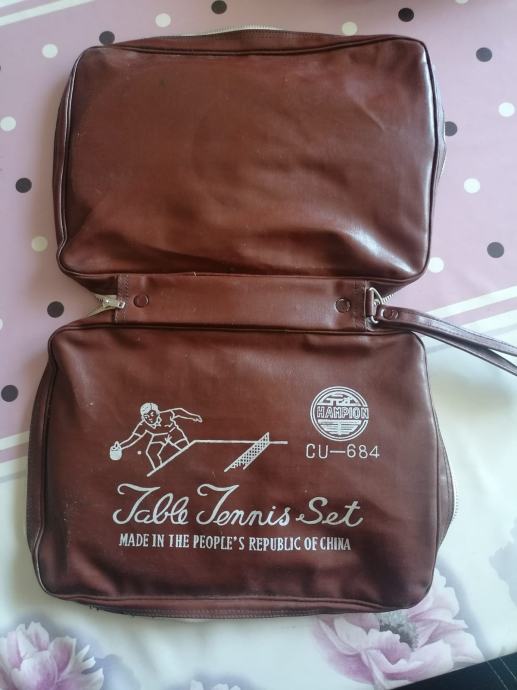 HAMPION
CU-684
Table Tennis Set
MADE IN THE PEOPLE'S REPUBLIC OF CHINA